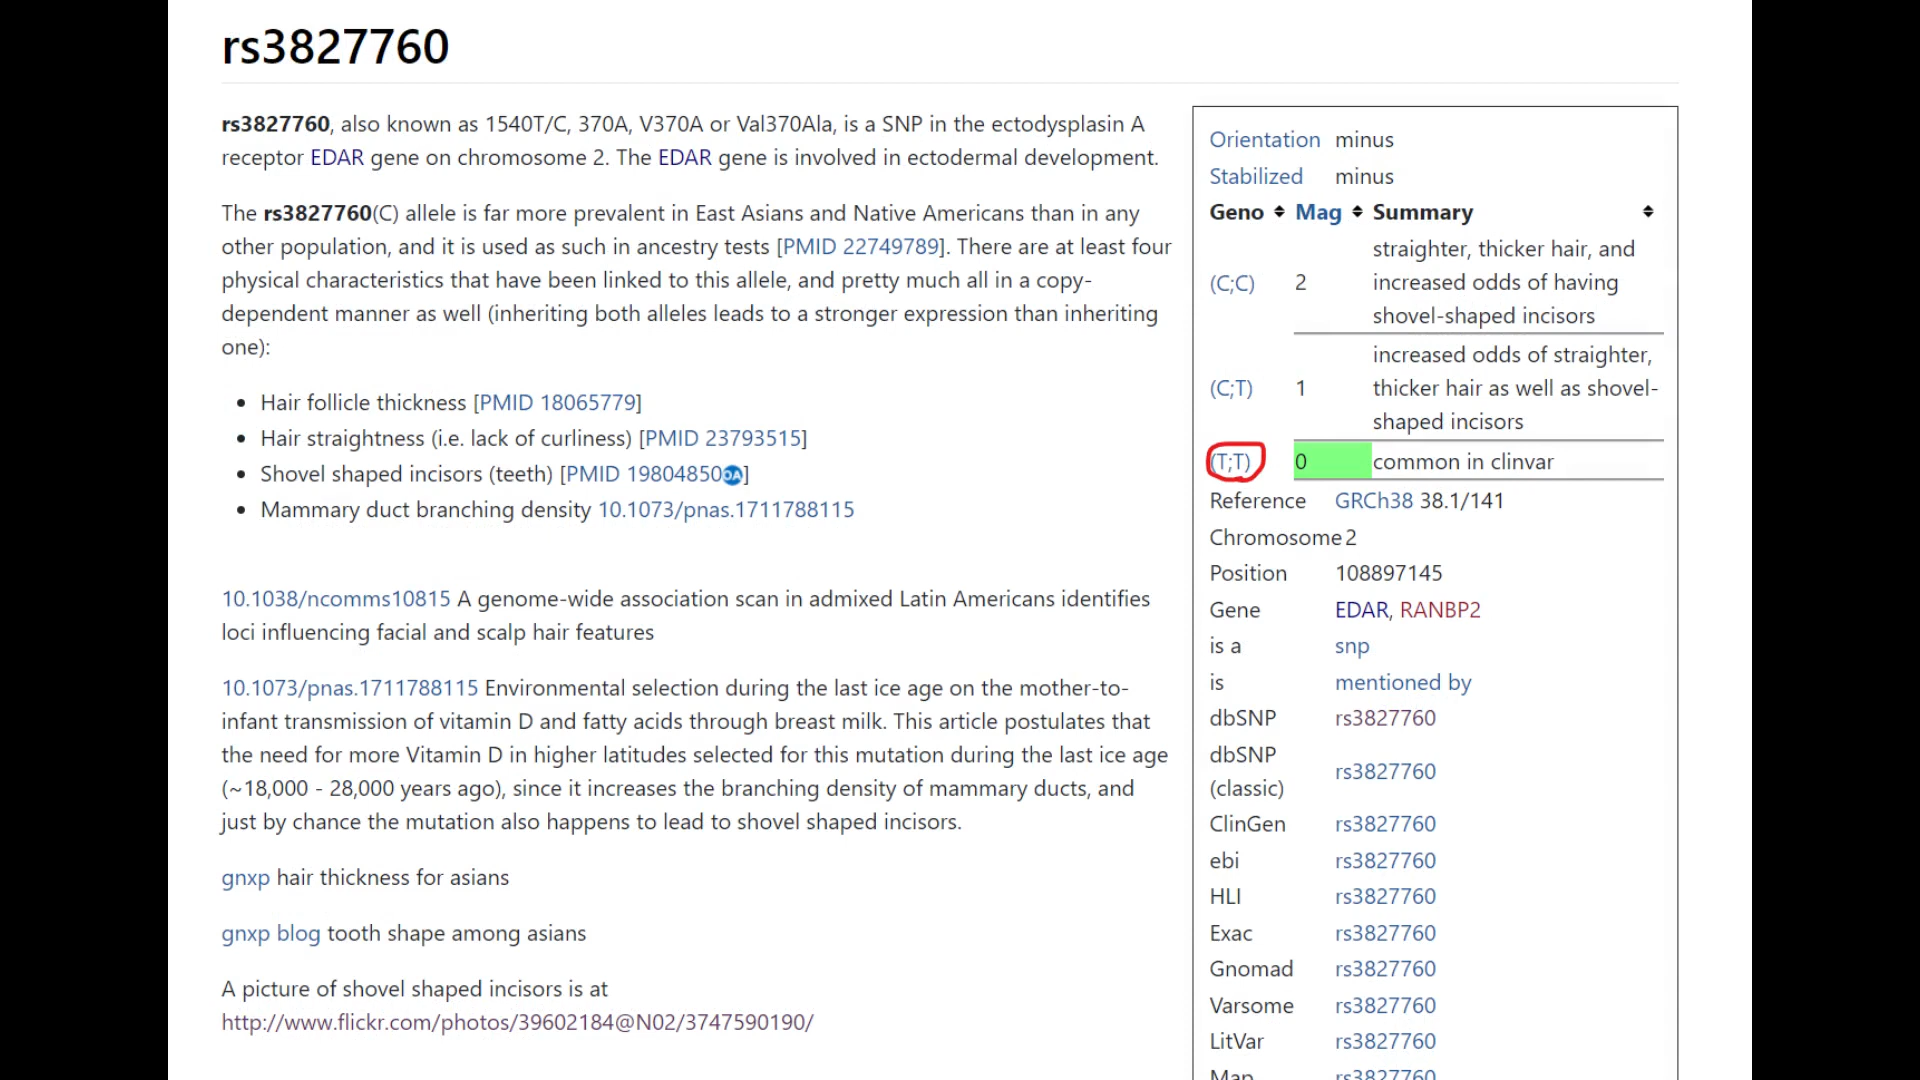 rs3827760
rs3827760, also known as 1540T/C, 370A, V370A or Val370Ala, is a SNP in the ectodysplasin A
receptor EDAR gene on chromosome 2. The EDAR gene is involved in ectodermal development.
The rs3827760(C) allele is far more prevalent in East Asians and Native Americans than in any
other population, and it is used as such in ancestry tests [PMID 22749789]. There are at least four
physical characteristics that have been linked to this allele, and pretty much all in a copy-
dependent manner as well (inheriting both alleles leads to a stronger expression than inheriting
one):
• Hair follicle thickness [PMID 18065779]
• Hair straightness (i.e. lack of curliness) [PMID 23793515]
• Shovel shaped incisors (teeth) [PMID 19804850OA]
• Mammary duct branching density 10.1073/pnas.1711788115
10.1038/ncomms10815 A genome-wide association scan in admixed Latin Americans identifies
loci influencing facial and scalp hair features
10.1073/pnas.1711788115 Environmental selection during the last ice age on the mother-to-
infant transmission of vitamin D and fatty acids through breast milk. This article postulates that
the need for more Vitamin D in higher latitudes selected for this mutation during the last ice age
(~18,000 - 28,000 years ago), since it increases the branching density of mammary ducts, and
just by chance the mutation also happens to lead to shovel shaped incisors.
gnxp hair thickness for asians
gnxp blog tooth shape among asians
A picture of shovel shaped incisors is at
http://www.flickr.com/photos/39602184@N02/3747590190/
Orientation minus
Stabilized minus
Geno Mag Summary
straighter, thicker hair, and
(C;C) 2 increased odds of having
shovel-shaped incisors
increased odds of straighter,
(C;T) 1 thicker hair as well as shovel-
shaped incisors
(T;T) 0 common in clinvar
Reference GRCh38 38.1/141
Chromosome 2
Position 108897145
Gene EDAR, RANBP2
is a snp
is mentioned by
dbSNP rs3827760
dbSNP
(classic) rs3827760
ClinGen rs3827760
ebi rs3827760
HLI rs3827760
Exac rs3827760
Gnomad rs3827760
Varsome rs3827760
LitVar rs3827760
Map rs3827760